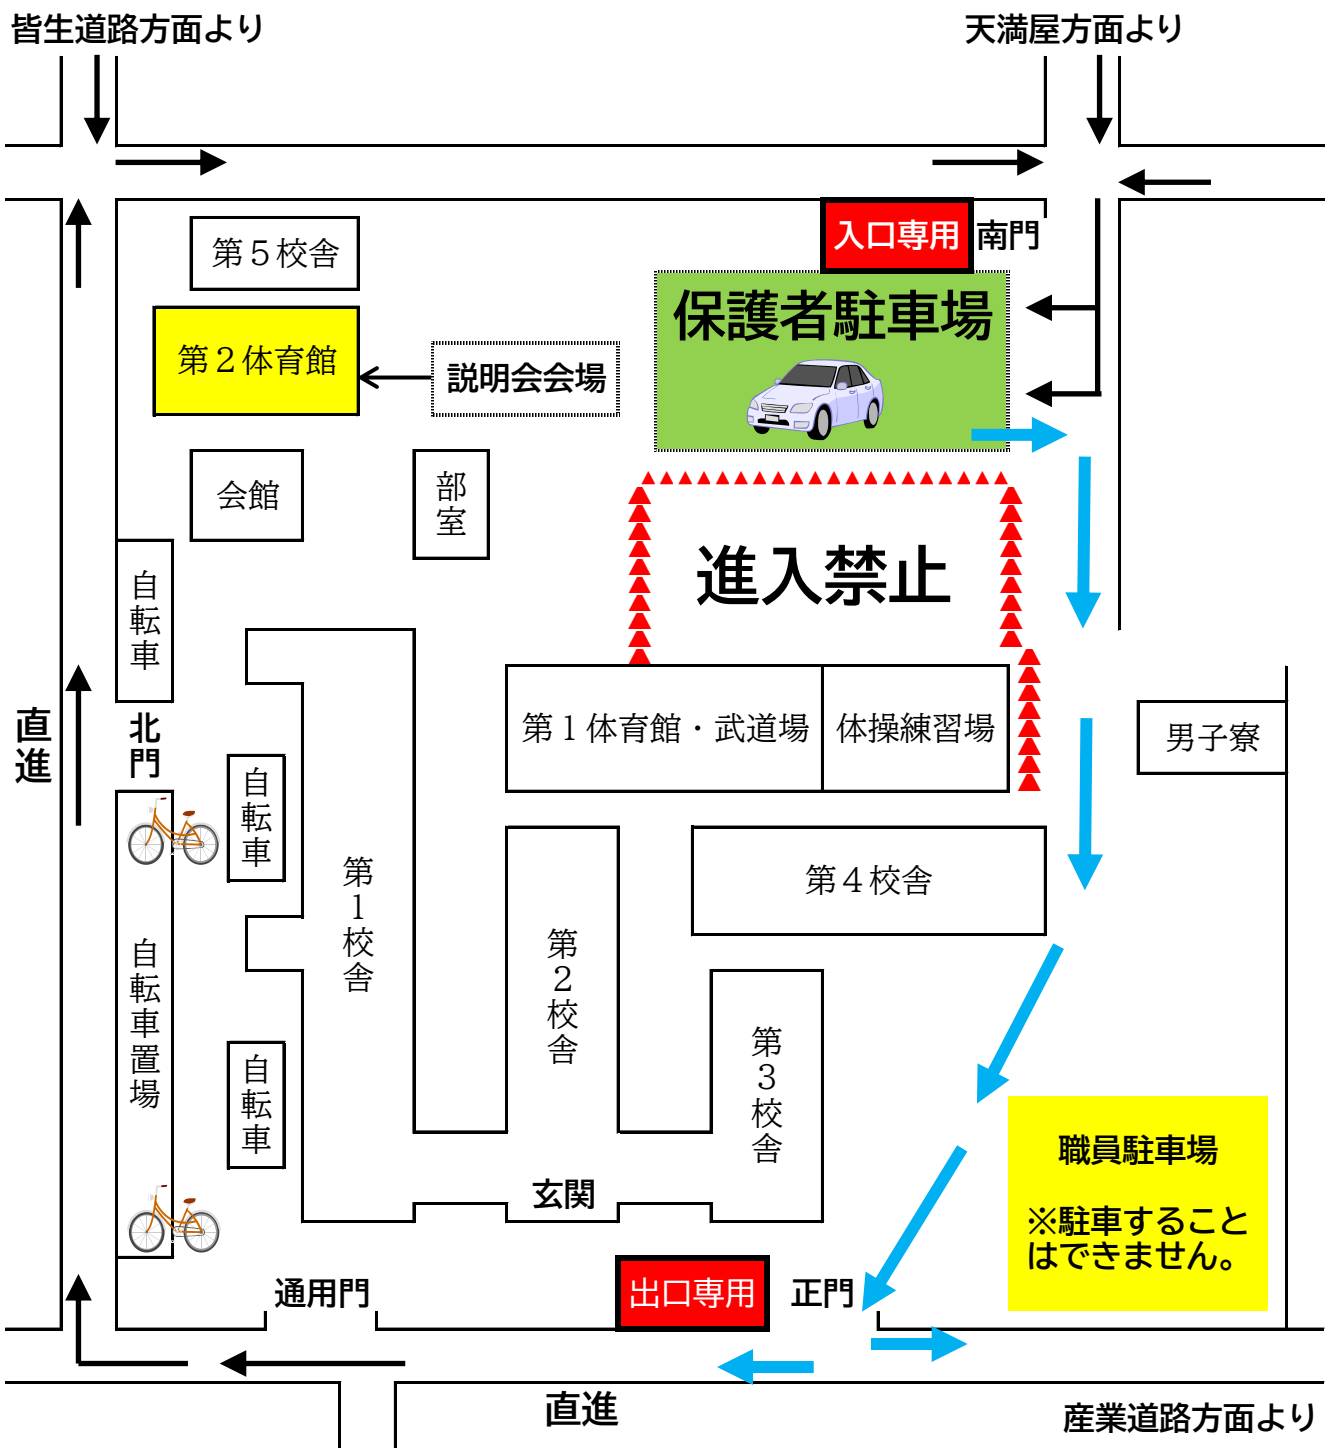 皆生道路方面より
天満屋方面より
入口専用
南門
第５校舎
保護者駐車場
第２体育館
説明会会場
会館
部室
進入禁止
自転車
第１体育館・武道場
体操練習場
男子寮
直進
北門
自転車
第１校舎
第４校舎
第２校舎
自転車置場
第３校舎
自転車
職員駐車場
※駐車すること
はできません。
玄関
通用門
出口専用
正門
直進
産業道路方面より